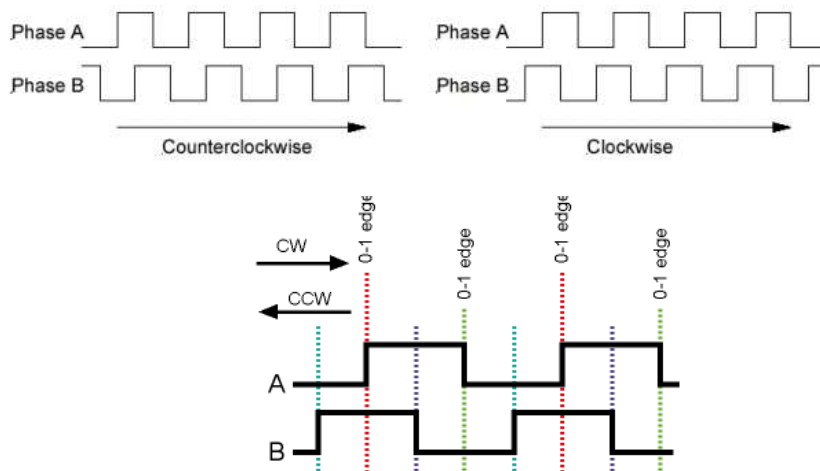 Phase A
Phase B
Counterclockwise
Phase A
Phase B
Clockwise
CW
CCW
0-1 edge
0-1 edge
0-1 edge
0-1 edge
A
B